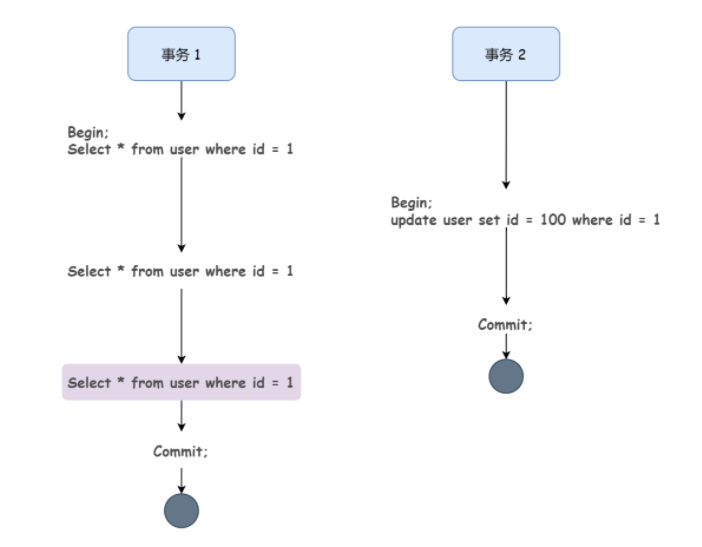 事务 1
Begin;
Select * from user where id = 1
Select * from user where id = 1
Select * from user where id = 1
Commit;
事务 2
Begin;
update user set id = 100 where id = 1
Commit;